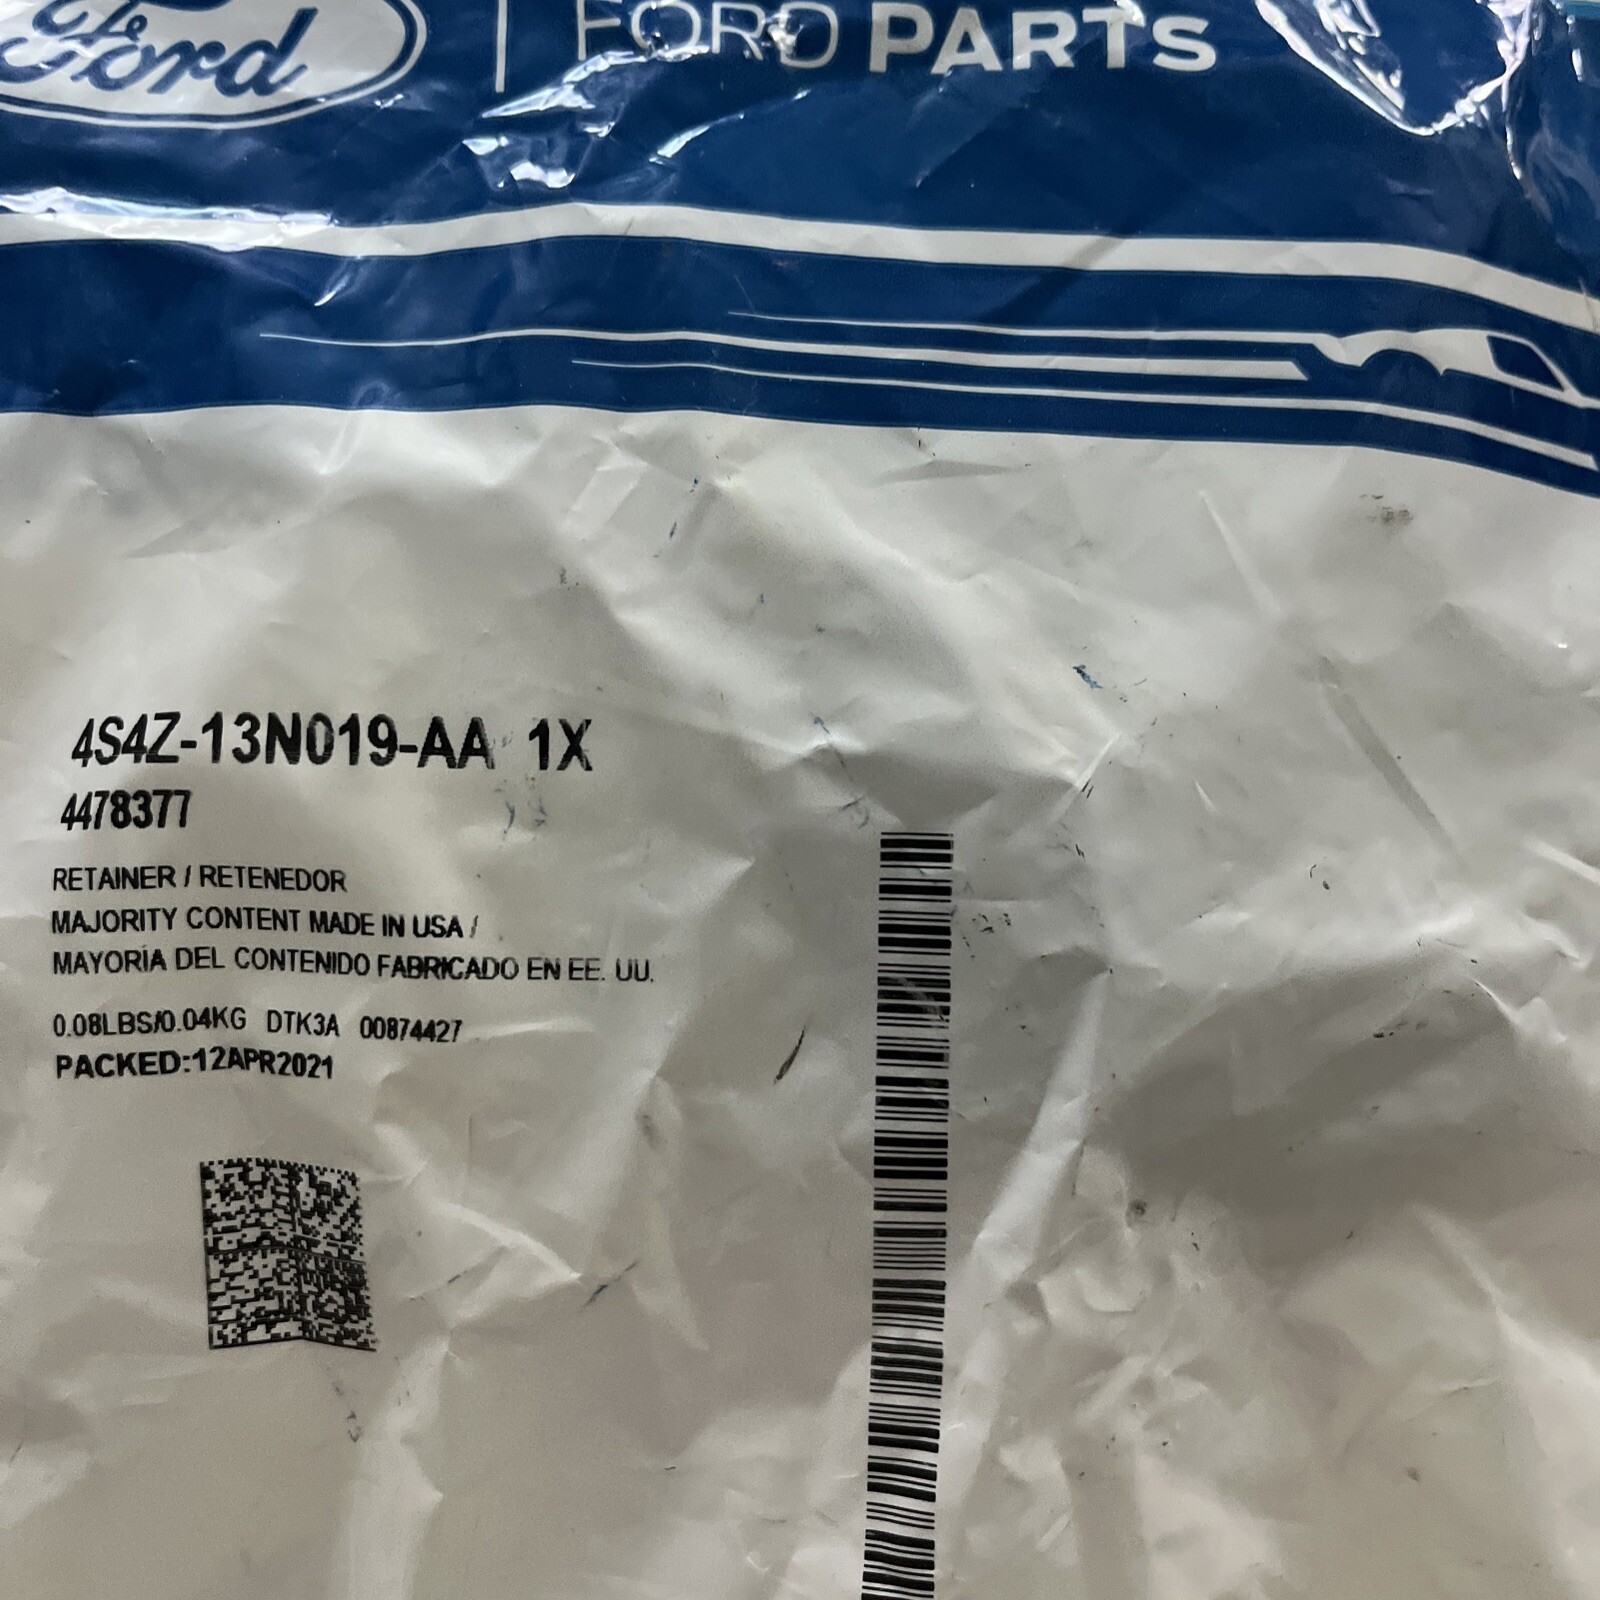 Ford
FORD PARTS
4S4Z-13N019-AA 1X
4478377
RETAINER / RETENEDOR
MAJORITY CONTENT MADE IN USA /
MAYORÍA DEL CONTENIDO FABRICADO EN EE. UU.
0.08LBS/0.04KG DTK3A 00874427
PACKED:12APR2021